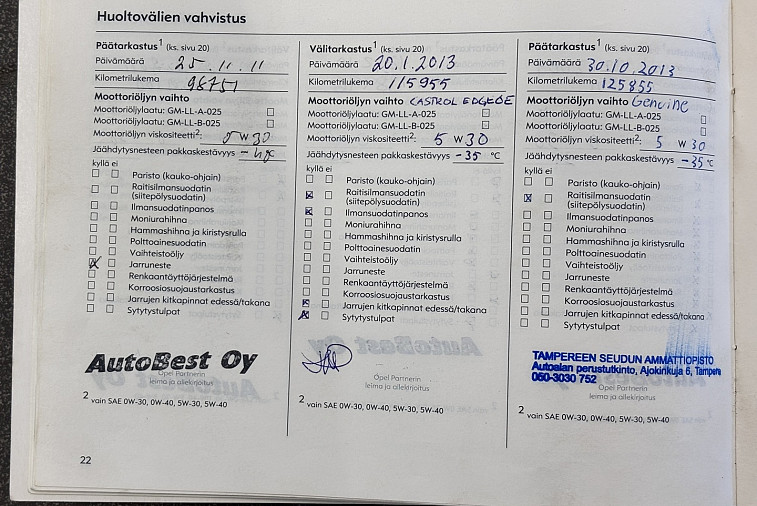 Huoltovälien vahvistus
Päätarkastus¹ (ks. sivu 20)
Päivämäärä 25.11.11
Kilometrilukema 98751
Moottoriöljyn vaihto
Moottoriöljylaatu: GM-LL-A-025
Moottoriöljylaatu: GM-LL-B-025
Moottoriöljyn viskositeetti²: 5 W 30
Jäähdytysnesteen pakkaskestävyys
kyllä ei
Paristo (kauko-ohjain)
Raitisilmansuodatin
(siitepölysuodatin)
Ilmansuodatinpanos
Moniurahihna
Hammashihna ja kiristysrulla
Polttoainesuodatin
Vaihteistoöljy
Jarruneste
Renkaantäyttöjärjestelmä
Korroosiosuojaustarkastus
Jarrujen kitkapinnat edessä/takana
Sytytystulpat
AutoBest Oy
Opel Partnerin
leima ja allekirjoitus
² vain SAE 0W-30, 0W-40, 5W-30, 5W-40
22
Välitarkastus¹ (ks. sivu 20)
Päivämäärä 20.1.2013
Kilometrilukema 115955
Moottoriöljyn vaihto CASTROL EDGE
Moottoriöljylaatu: GM-LL-A-025
Moottoriöljylaatu: GM-LL-B-025
Moottoriöljyn viskositeetti²: 5 W 30
Jäähdytysnesteen pakkaskestävyys -35 °C
kyllä ei
Paristo (kauko-ohjain)
Raitisilmansuodatin
(siitepölysuodatin)
Ilmansuodatinpanos
Moniurahihna
Hammashihna ja kiristysrulla
Polttoainesuodatin
Vaihteistoöljy
Jarruneste
Renkaantäyttöjärjestelmä
Korroosiosuojaustarkastus
Jarrujen kitkapinnat edessä/takana
Sytytystulpat
Opel Partnerin
leima ja allekirjoitus
² vain SAE 0W-30, 0W-40, 5W-30, 5W-40
Päätarkastus¹ (ks. sivu 20)
Päivämäärä 30.10.2013
Kilometrilukema 125855
Moottoriöljyn vaihto Genuine
Moottoriöljylaatu: GM-LL-A-025
Moottoriöljylaatu: GM-LL-B-025
Moottoriöljyn viskositeetti²: 5 W 30
Jäähdytysnesteen pakkaskestävyys -35 °C
kyllä ei
Paristo (kauko-ohjain)
Raitisilmansuodatin
(siitepölysuodatin)
Ilmansuodatinpanos
Moniurahihna
Hammashihna ja kiristysrulla
Polttoainesuodatin
Vaihteistoöljy
Jarruneste
Renkaantäyttöjärjestelmä
Korroosiosuojaustarkastus
Jarrujen kitkapinnat edessä/takana
Sytytystulpat
TAMPEREEN SEUDUN AMMATTIOPISTO
Autoalan perustutkinto, Ajokinkuja 6, Tampere
050-3030 752
Opel Partnerin
leima ja allekirjoitus
² vain SAE 0W-30, 0W-40, 5W-30, 5W-40